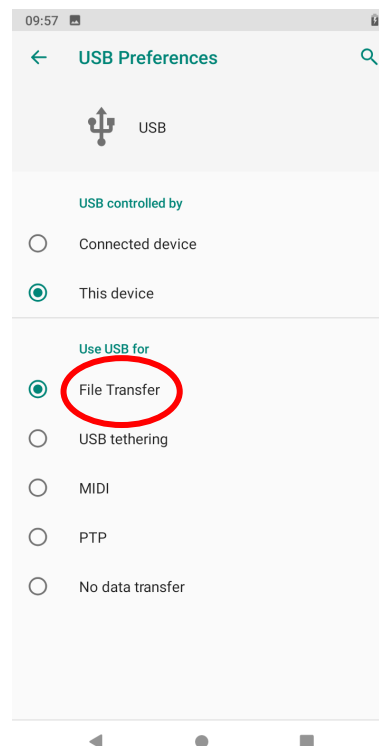 09:57
USB Preferences
USB
USB controlled by
Connected device
This device
Use USB for
File Transfer
USB tethering
MIDI
PTP
No data transfer